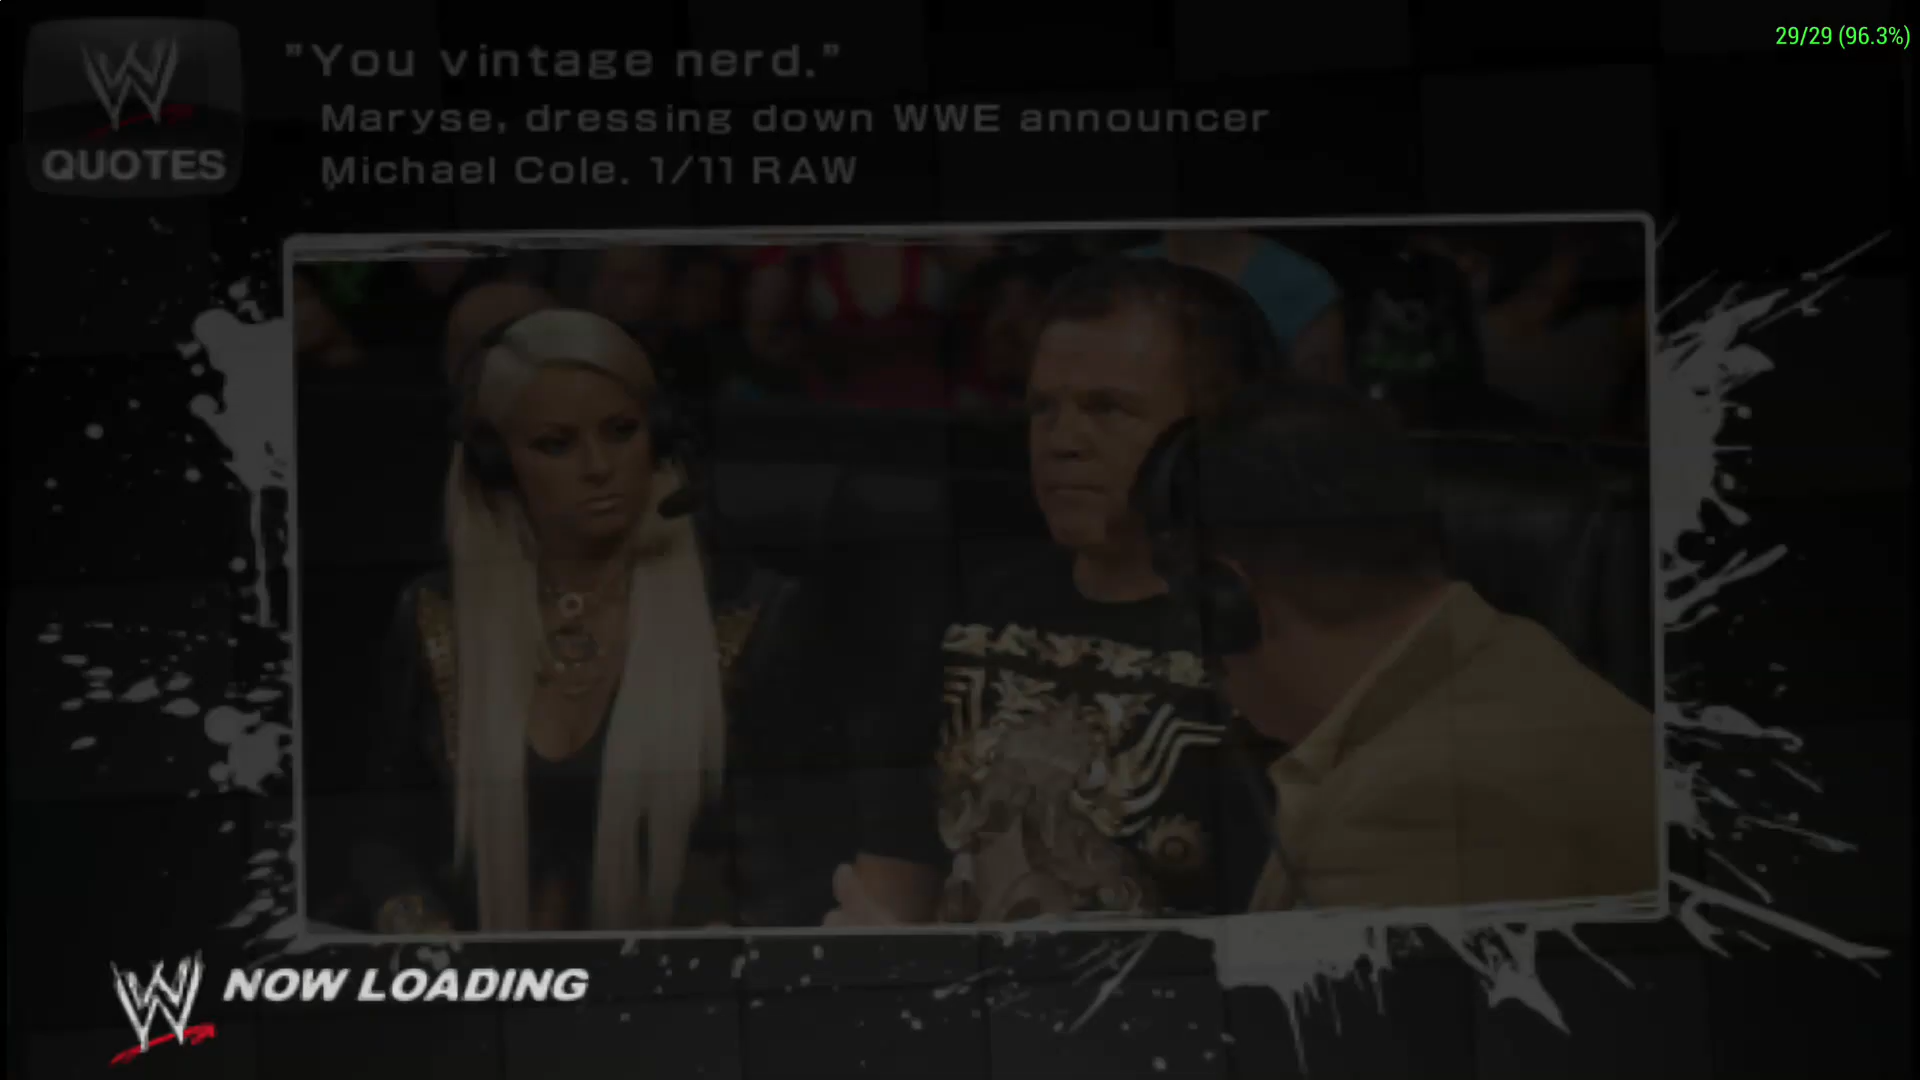 29/29 (96.3%)
"You vintage nerd."
Maryse, dressing down WWE announcer
Michael Cole. 1/11 RAW
W
QUOTES
W NOW LOADING